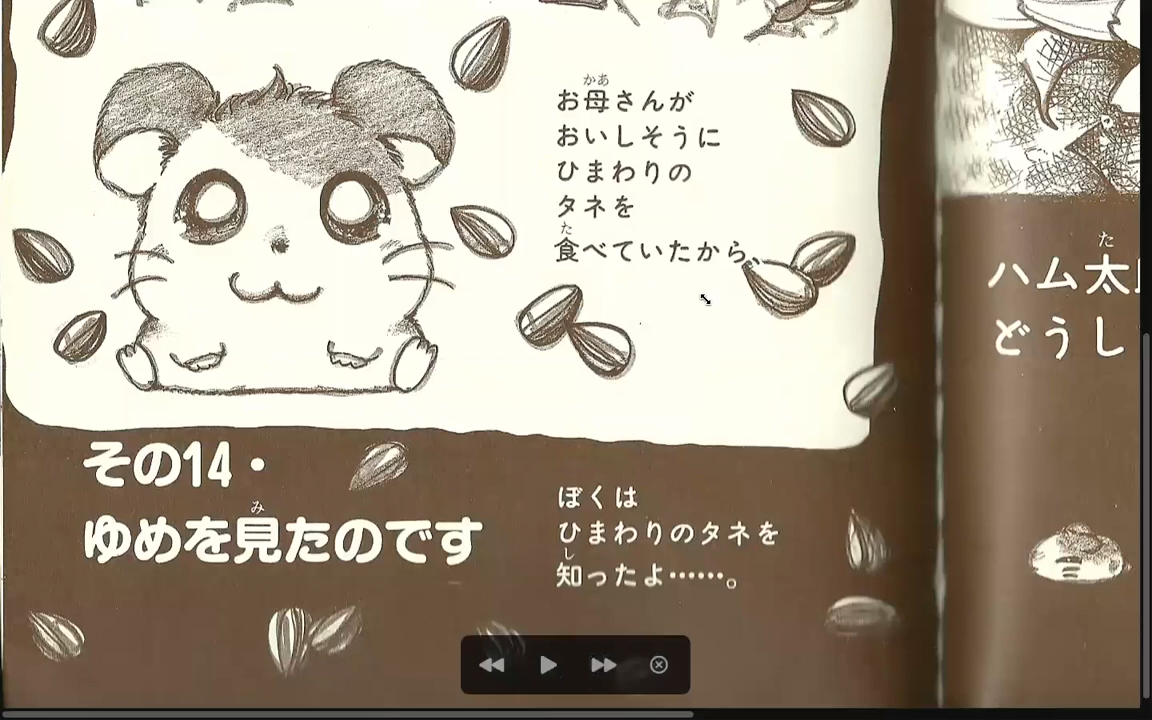 お母さんが
おいしそうに
ひまわりの
タネを
食べていたから、
その14・
ゆめを見たのです
ぼくは
ひまわりのタネを
知ったよ……。
ハム太
どうし